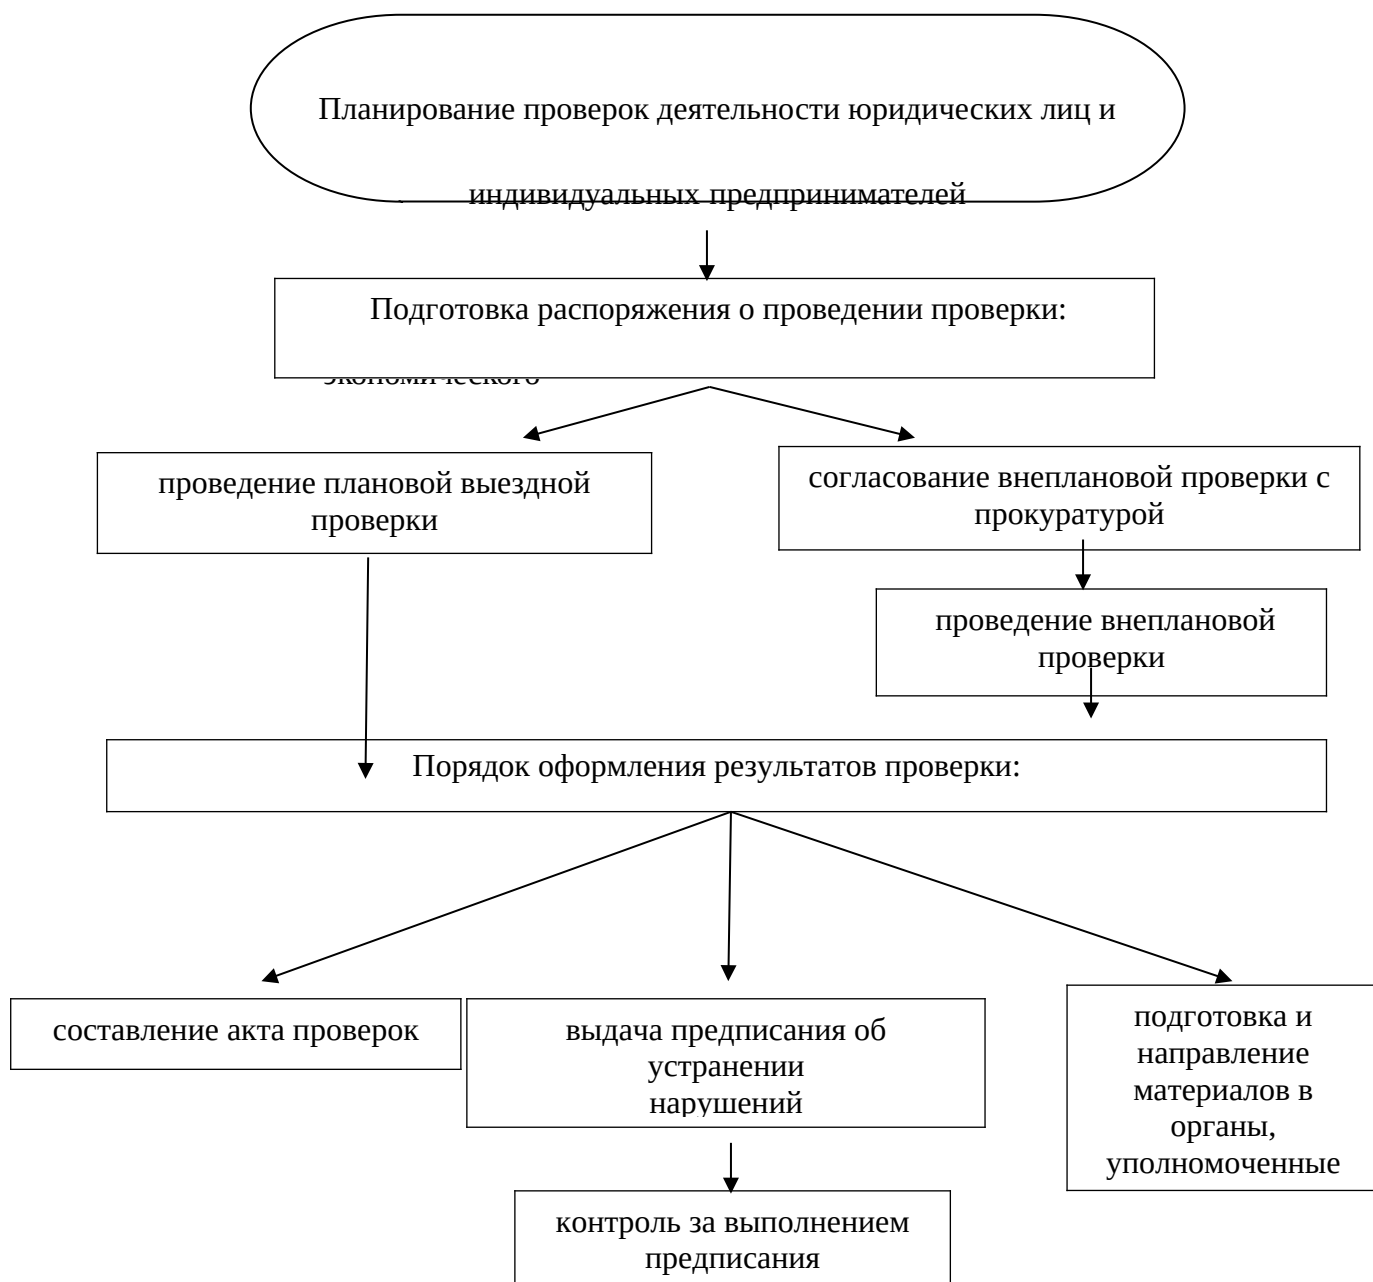 Планирование проверок деятельности юридических лиц и
индивидуальных предпринимателей
Подготовка распоряжения о проведении проверки:
экономического
проведение плановой выездной
проверки
согласование внеплановой проверки с
прокуратурой
проведение внеплановой
проверки
Порядок оформления результатов проверки:
составление акта проверок
выдача предписания об
устранении
нарушений
подготовка и
направление
материалов в
органы,
уполномоченные
контроль за выполнением
предписания